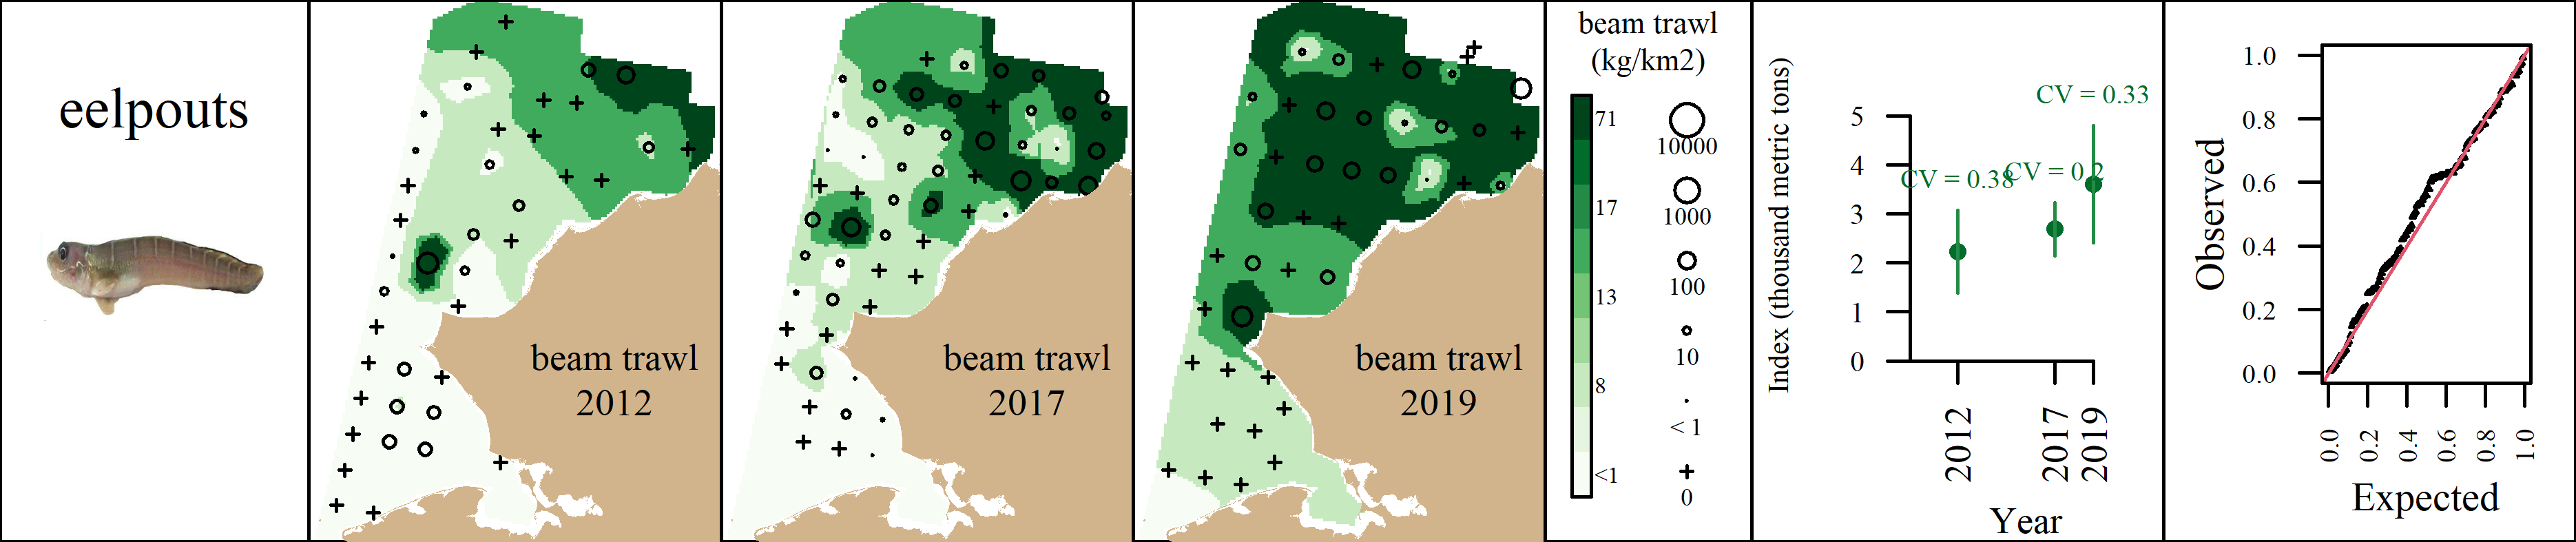 eelpouts
beam trawl
2012
beam trawl
2017
beam trawl
2019
beam trawl
(kg/km2)
71
17
13
8
<1
10000
1000
100
10
< 1
0
Index (thousand metric tons)
5
4
3
2
1
0
CV = 0.38
CV = 0.2
CV = 0.33
2012
2017
2019
Year
Observed
1.0
0.8
0.6
0.4
0.2
0.0
0.0
0.2
0.4
0.6
0.8
1.0
Expected